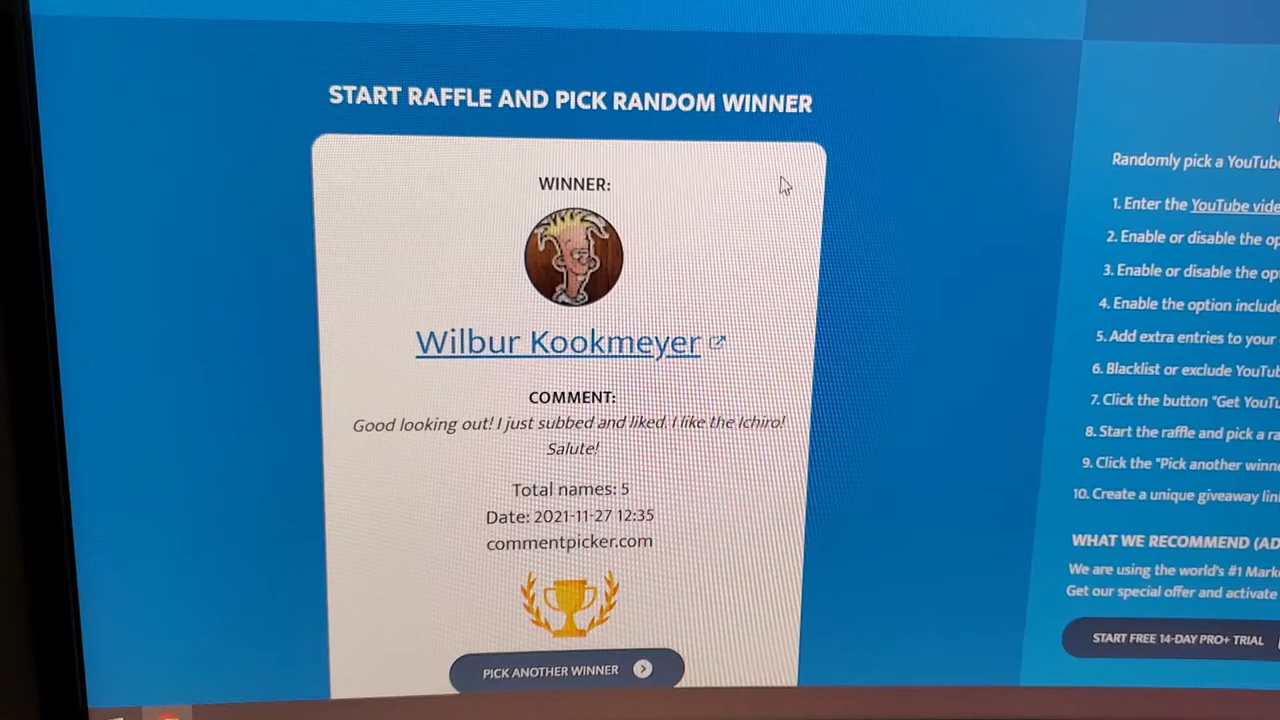 START RAFFLE AND PICK RANDOM WINNER
WINNER:
Wilbur Kookmeyer
COMMENT:
Good looking out! I just subbed and liked. I like the Ichiro!
Salute!
Total names: 5
Date: 2021-11-27 12:35
commentpicker.com
PICK ANOTHER WINNER
Randomly pick a YouTube
1. Enter the YouTube vide
2. Enable or disable the op
3. Enable or disable the op
4. Enable the option include
5. Add extra entries to your
6. Blacklist or exclude YouTub
7. Click the button "Get YouTu
8. Start the raffle and pick a ra
9. Click the "Pick another winne
10. Create a unique giveaway lin
WHAT WE RECOMMEND (AD
We are using the world's #1 Mark
Get our special offer and activate
START FREE 14-DAY PRO+ TRIAL